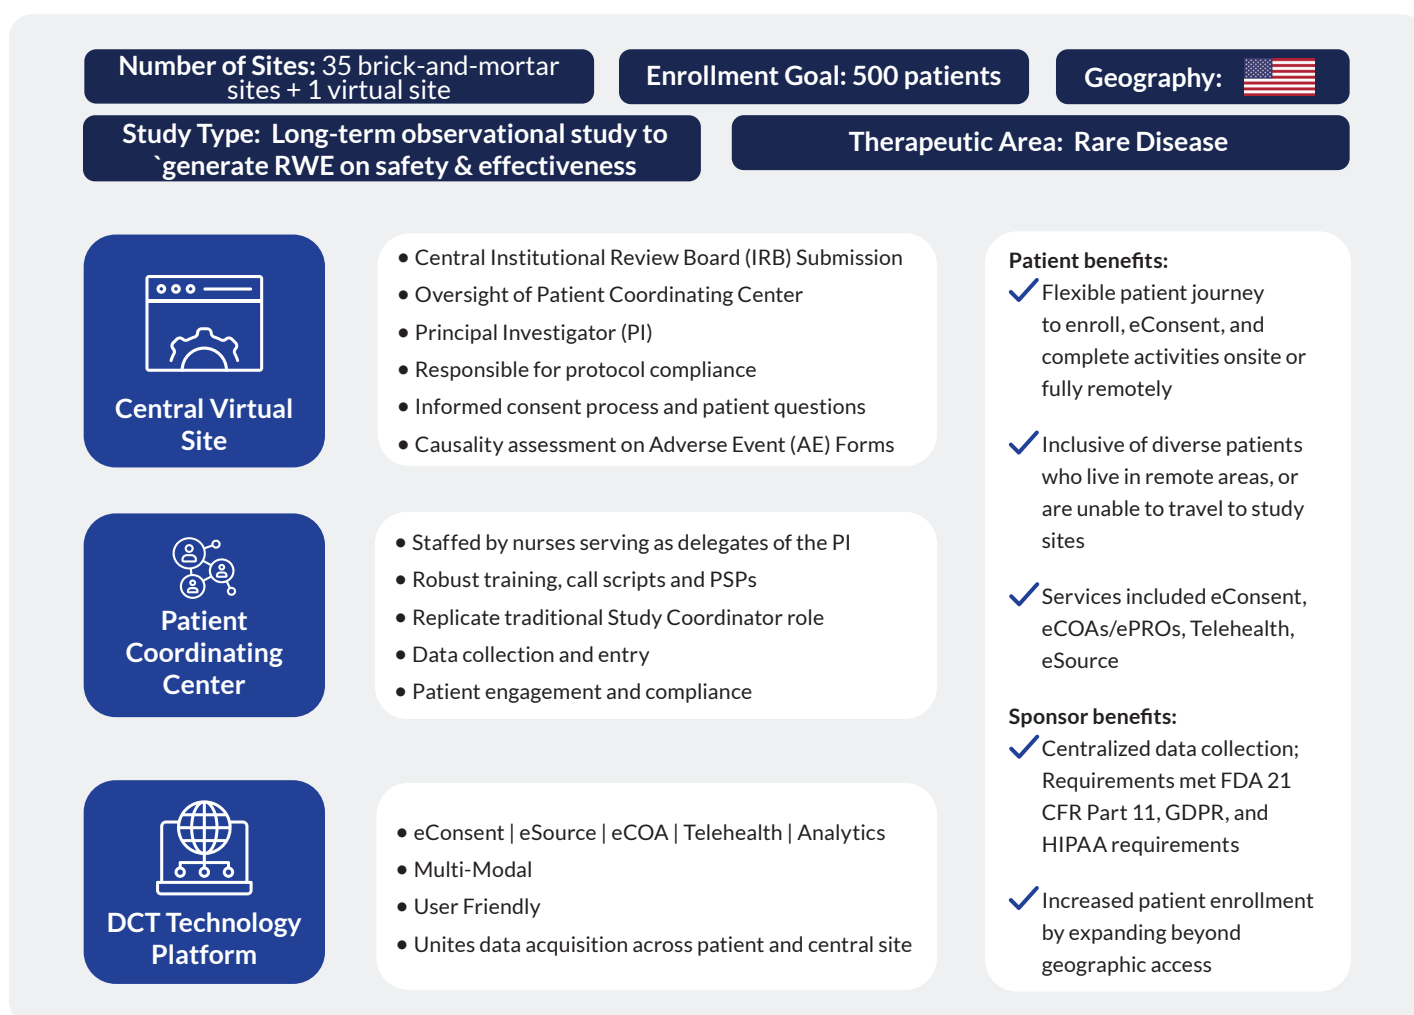 Number of Sites: 35 brick-and-mortar
sites + 1 virtual site
Enrollment Goal: 500 patients
Geography:
Study Type:  Long-term observational study to
`generate RWE on safety & effectiveness
Therapeutic Area:  Rare Disease
Central Virtual
Site
• Central Institutional Review Board (IRB) Submission
• Oversight of Patient Coordinating Center
• Principal Investigator (PI)
• Responsible for protocol compliance
• Informed consent process and patient questions
• Causality assessment on Adverse Event (AE) Forms
Patient
Coordinating
Center
• Staffed by nurses serving as delegates of the PI
• Robust training, call scripts and PSPs
• Replicate traditional Study Coordinator role
• Data collection and entry
• Patient engagement and compliance
DCT Technology
Platform
• eConsent | eSource | eCOA | Telehealth | Analytics
• Multi-Modal
• User Friendly
• Unites data acquisition across patient and central site
Patient benefits:
Flexible patient journey
to enroll, eConsent, and
complete activities onsite or
fully remotely
Inclusive of diverse patients
who live in remote areas, or
are unable to travel to study
sites
Services included eConsent,
eCOAs/ePROs, Telehealth,
eSource
Sponsor benefits:
Centralized data collection;
Requirements met FDA 21
CFR Part 11, GDPR, and
HIPAA requirements
Increased patient enrollment
by expanding beyond
geographic access